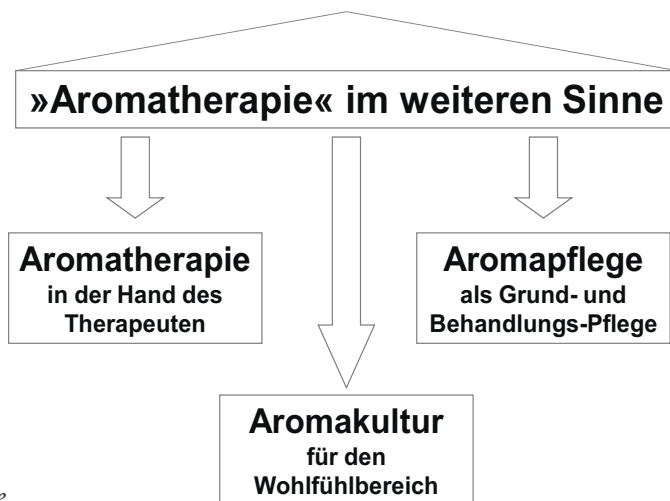 »Aromatherapie« im weiteren Sinne
Aromatherapie
in der Hand des
Therapeuten
Aromapflege
als Grund- und
Behandlungs-Pflege
Aromakultur
für den
Wohlfühlbereich